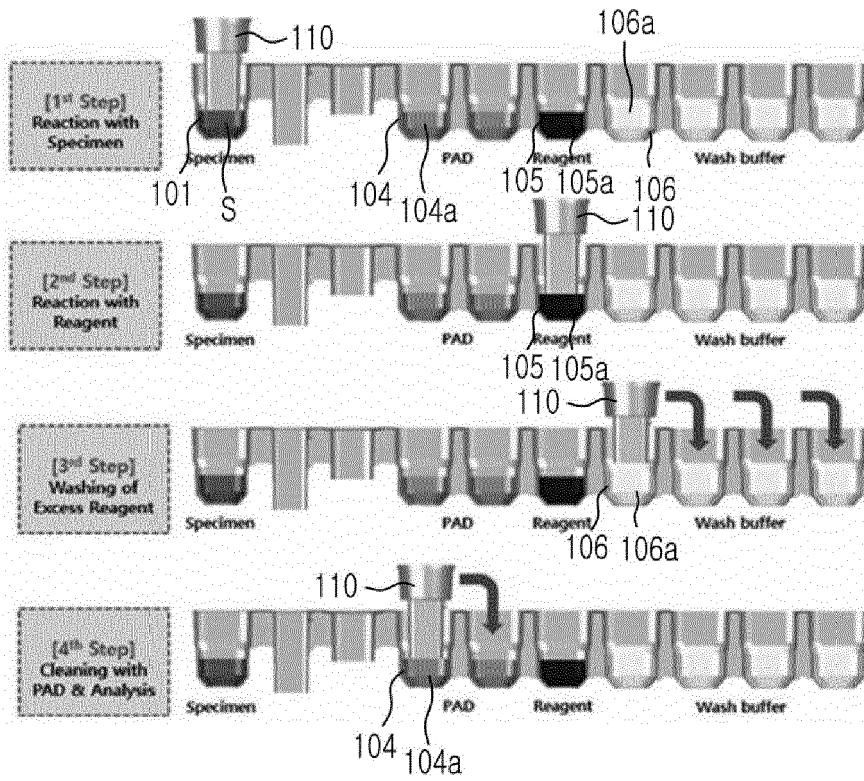 110
106a
[1st Step]
Reaction with
Specimen
Specimen
PAD
Reagent
Wash buffer
101
S
104
104a
105
105a
106
110
[2nd Step]
Reaction with
Reagent
Specimen
PAD
Reagent
Wash buffer
105
105a
110
[3rd Step]
Washing of
Excess Reagent
Specimen
PAD
Reagent
Wash buffer
106
106a
110
[4th Step]
Cleaning with
PAD & Analysis
Specimen
PAD
Reagent
Wash buffer
104
104a